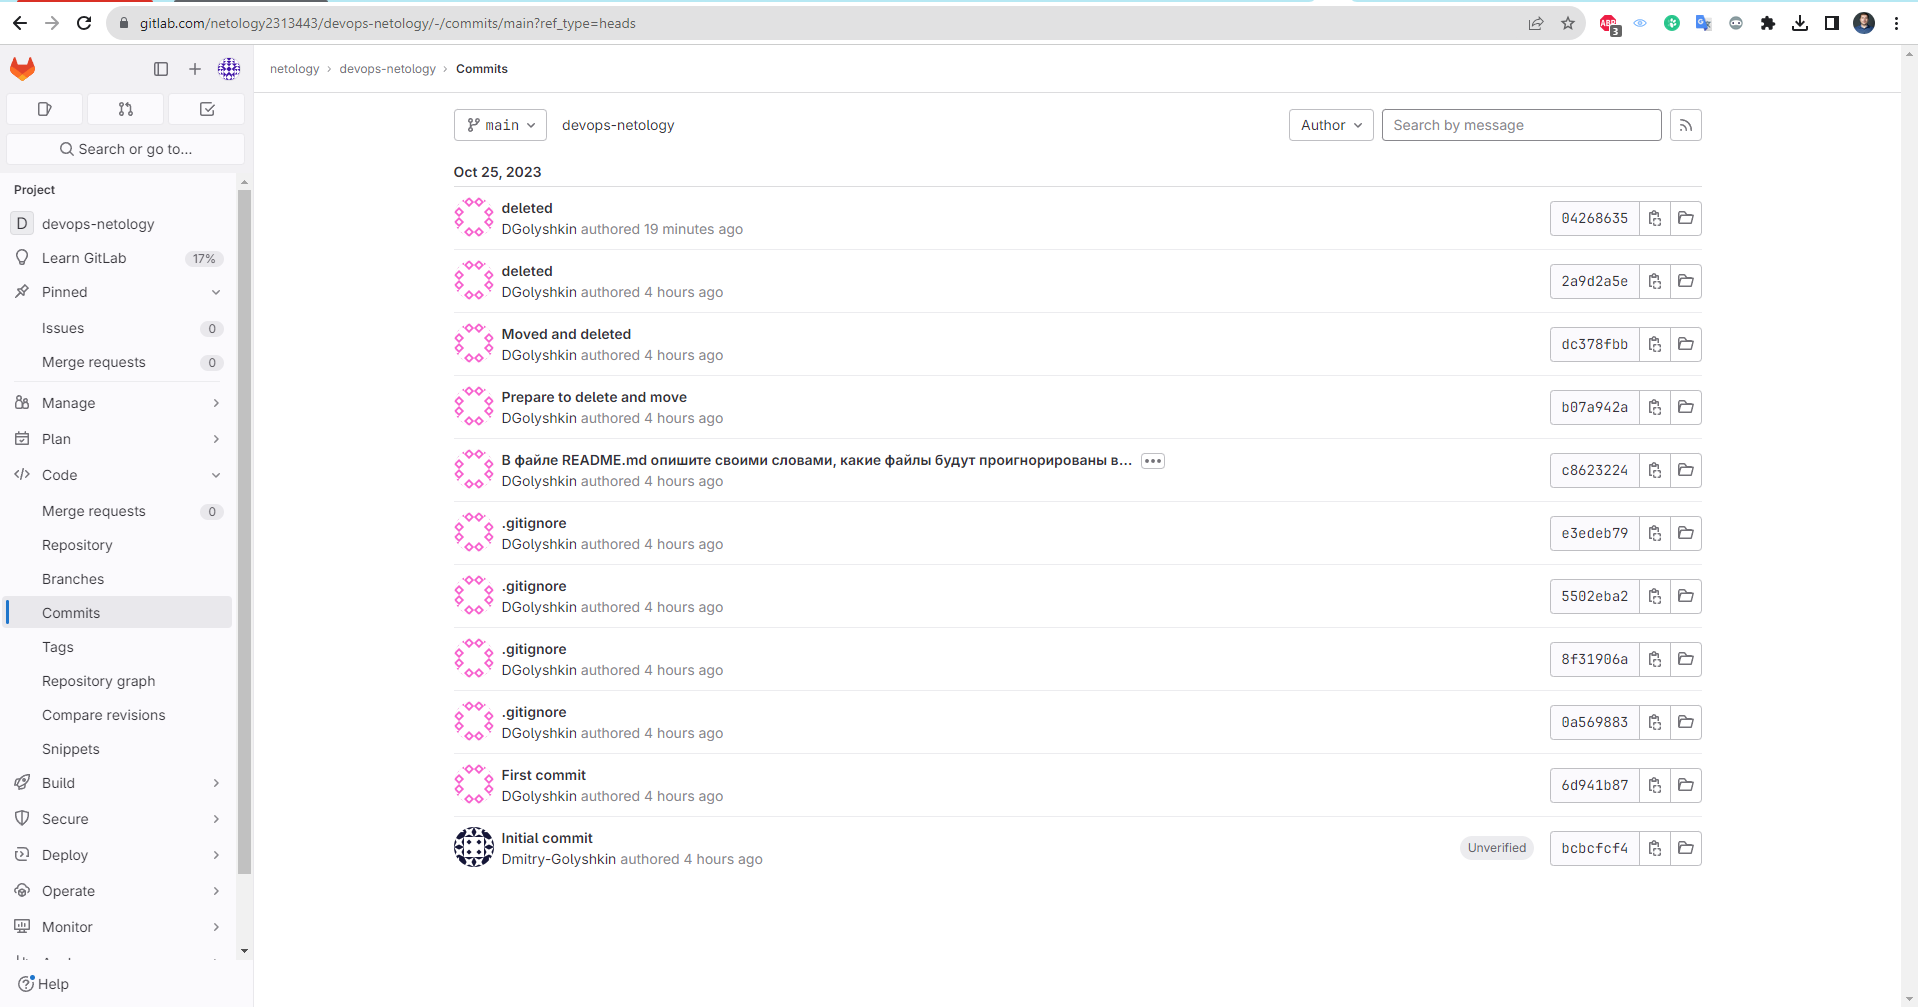 gitlab.com/netology2313443/devops-netology/-/commits/main?ref_type=heads
ABP 3
netology › devops-netology › Commits
Search or go to...
Project
D devops-netology
Learn GitLab 17%
Pinned
Issues 0
Merge requests 0
Manage
Plan
Code
Merge requests 0
Repository
Branches
Commits
Tags
Repository graph
Compare revisions
Snippets
Build
Secure
Deploy
Operate
Monitor
Help
main devops-netology Author Search by message
Oct 25, 2023
deleted
DGolyshkin authored 19 minutes ago
04268635
deleted
DGolyshkin authored 4 hours ago
2a9d2a5e
Moved and deleted
DGolyshkin authored 4 hours ago
dc378fbb
Prepare to delete and move
DGolyshkin authored 4 hours ago
b07a942a
В файле README.md опишите своими словами, какие файлы будут проигнорированы в...
DGolyshkin authored 4 hours ago
c8623224
.gitignore
DGolyshkin authored 4 hours ago
e3edeb79
.gitignore
DGolyshkin authored 4 hours ago
5502eba2
.gitignore
DGolyshkin authored 4 hours ago
8f31906a
.gitignore
DGolyshkin authored 4 hours ago
0a569883
First commit
DGolyshkin authored 4 hours ago
6d941b87
Initial commit
Dmitry-Golyshkin authored 4 hours ago
Unverified bcbcfcf4